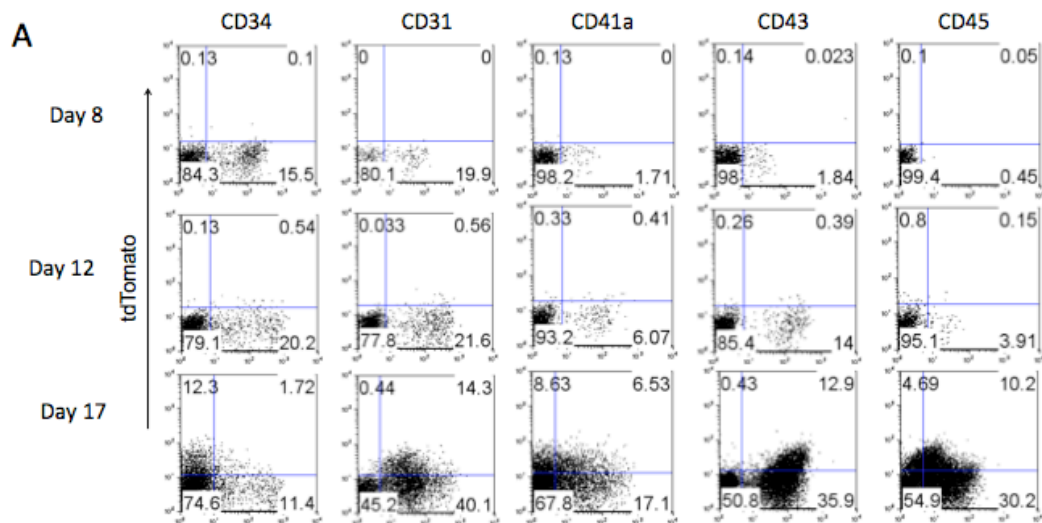 A
CD34 CD31 CD41a CD43 CD45
tdTomato
Day 8
0.13 0.1 0 0 0.13 0 0.14 0.023 0.1 0.05
84.3 15.5 80.1 19.9 98.2 1.71 98 1.84 99.4 0.45
Day 12
0.13 0.54 0.033 0.56 0.33 0.41 0.26 0.39 0.8 0.15
79.1 20.2 77.8 21.6 93.2 6.07 85.4 14 95.1 3.91
Day 17
12.3 1.72 0.44 14.3 8.63 6.53 0.43 12.9 4.69 10.2
74.6 11.4 45.2 40.1 67.8 17.1 50.8 35.9 54.9 30.2